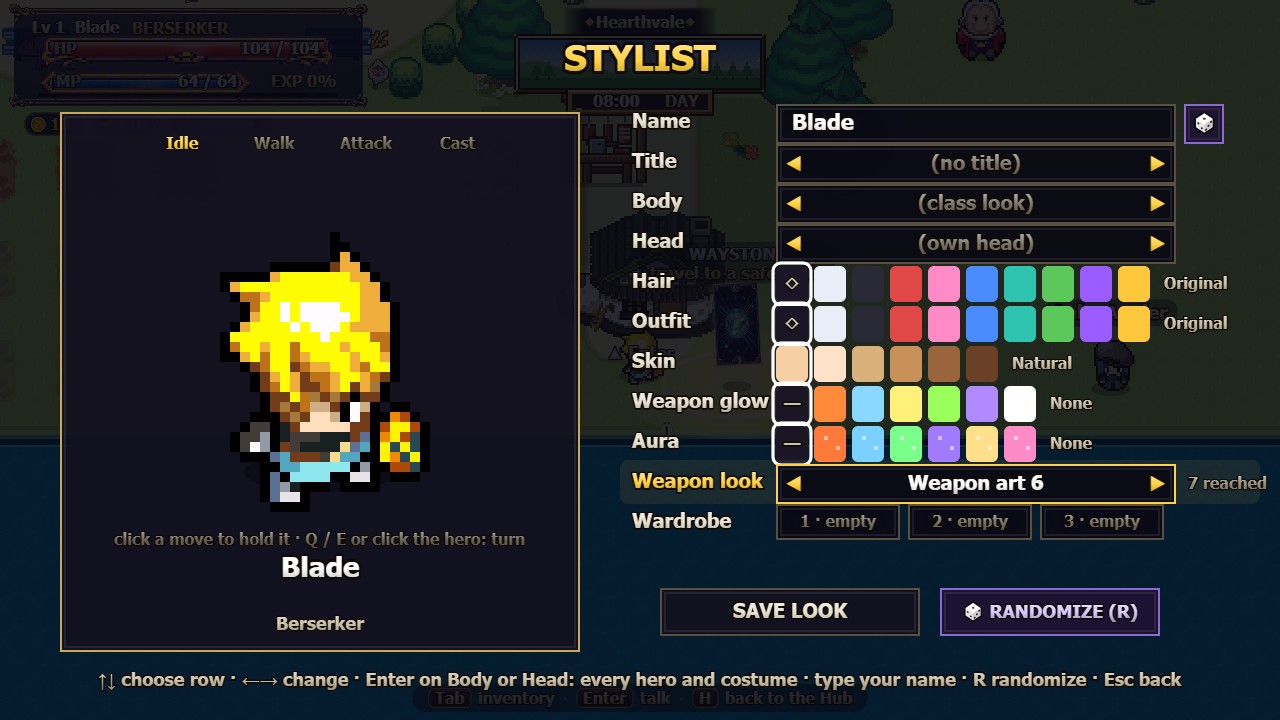 Lv 1 Blade BERSERKER
HP 104 / 104
MP 64 / 64 EXP 0%
Hearthvale
STYLIST
08:00 DAY
Idle Walk Attack Cast
Name Blade
Title (no title)
Body (class look)
Head (own head)
WAYSTON
travel to a safe
Hair Original
Outfit Original
Skin Natural
Weapon glow None
Aura None
Weapon look Weapon art 6 7 reached
Wardrobe 1 · empty 2 · empty 3 · empty
click a move to hold it · Q / E or click the hero: turn
Blade
Berserker
SAVE LOOK RANDOMIZE (R)
↑↓ choose row · ←→ change · Enter on Body or Head: every hero and costume · type your name · R randomize · Esc back
Tab inventory · Enter talk · H back to the Hub